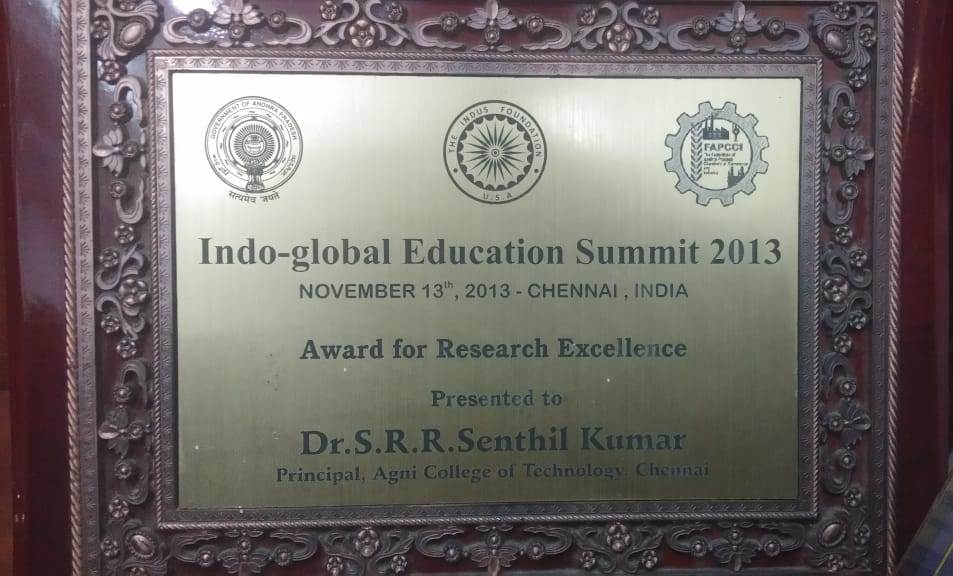 GOVERNMENT OF ANDHRA PRADESH
सत्यमेव जयते
THE INDUS FOUNDATION
U.S.A
FAPCCI
The Federation of
Andhra Pradesh
Chambers of Commerce
and
Industry
Indo-global Education Summit 2013
NOVEMBER 13th, 2013 - CHENNAI , INDIA
Award for Research Excellence
Presented to
Dr.S.R.R.Senthil Kumar
Principal, Agni College of Technology, Chennai